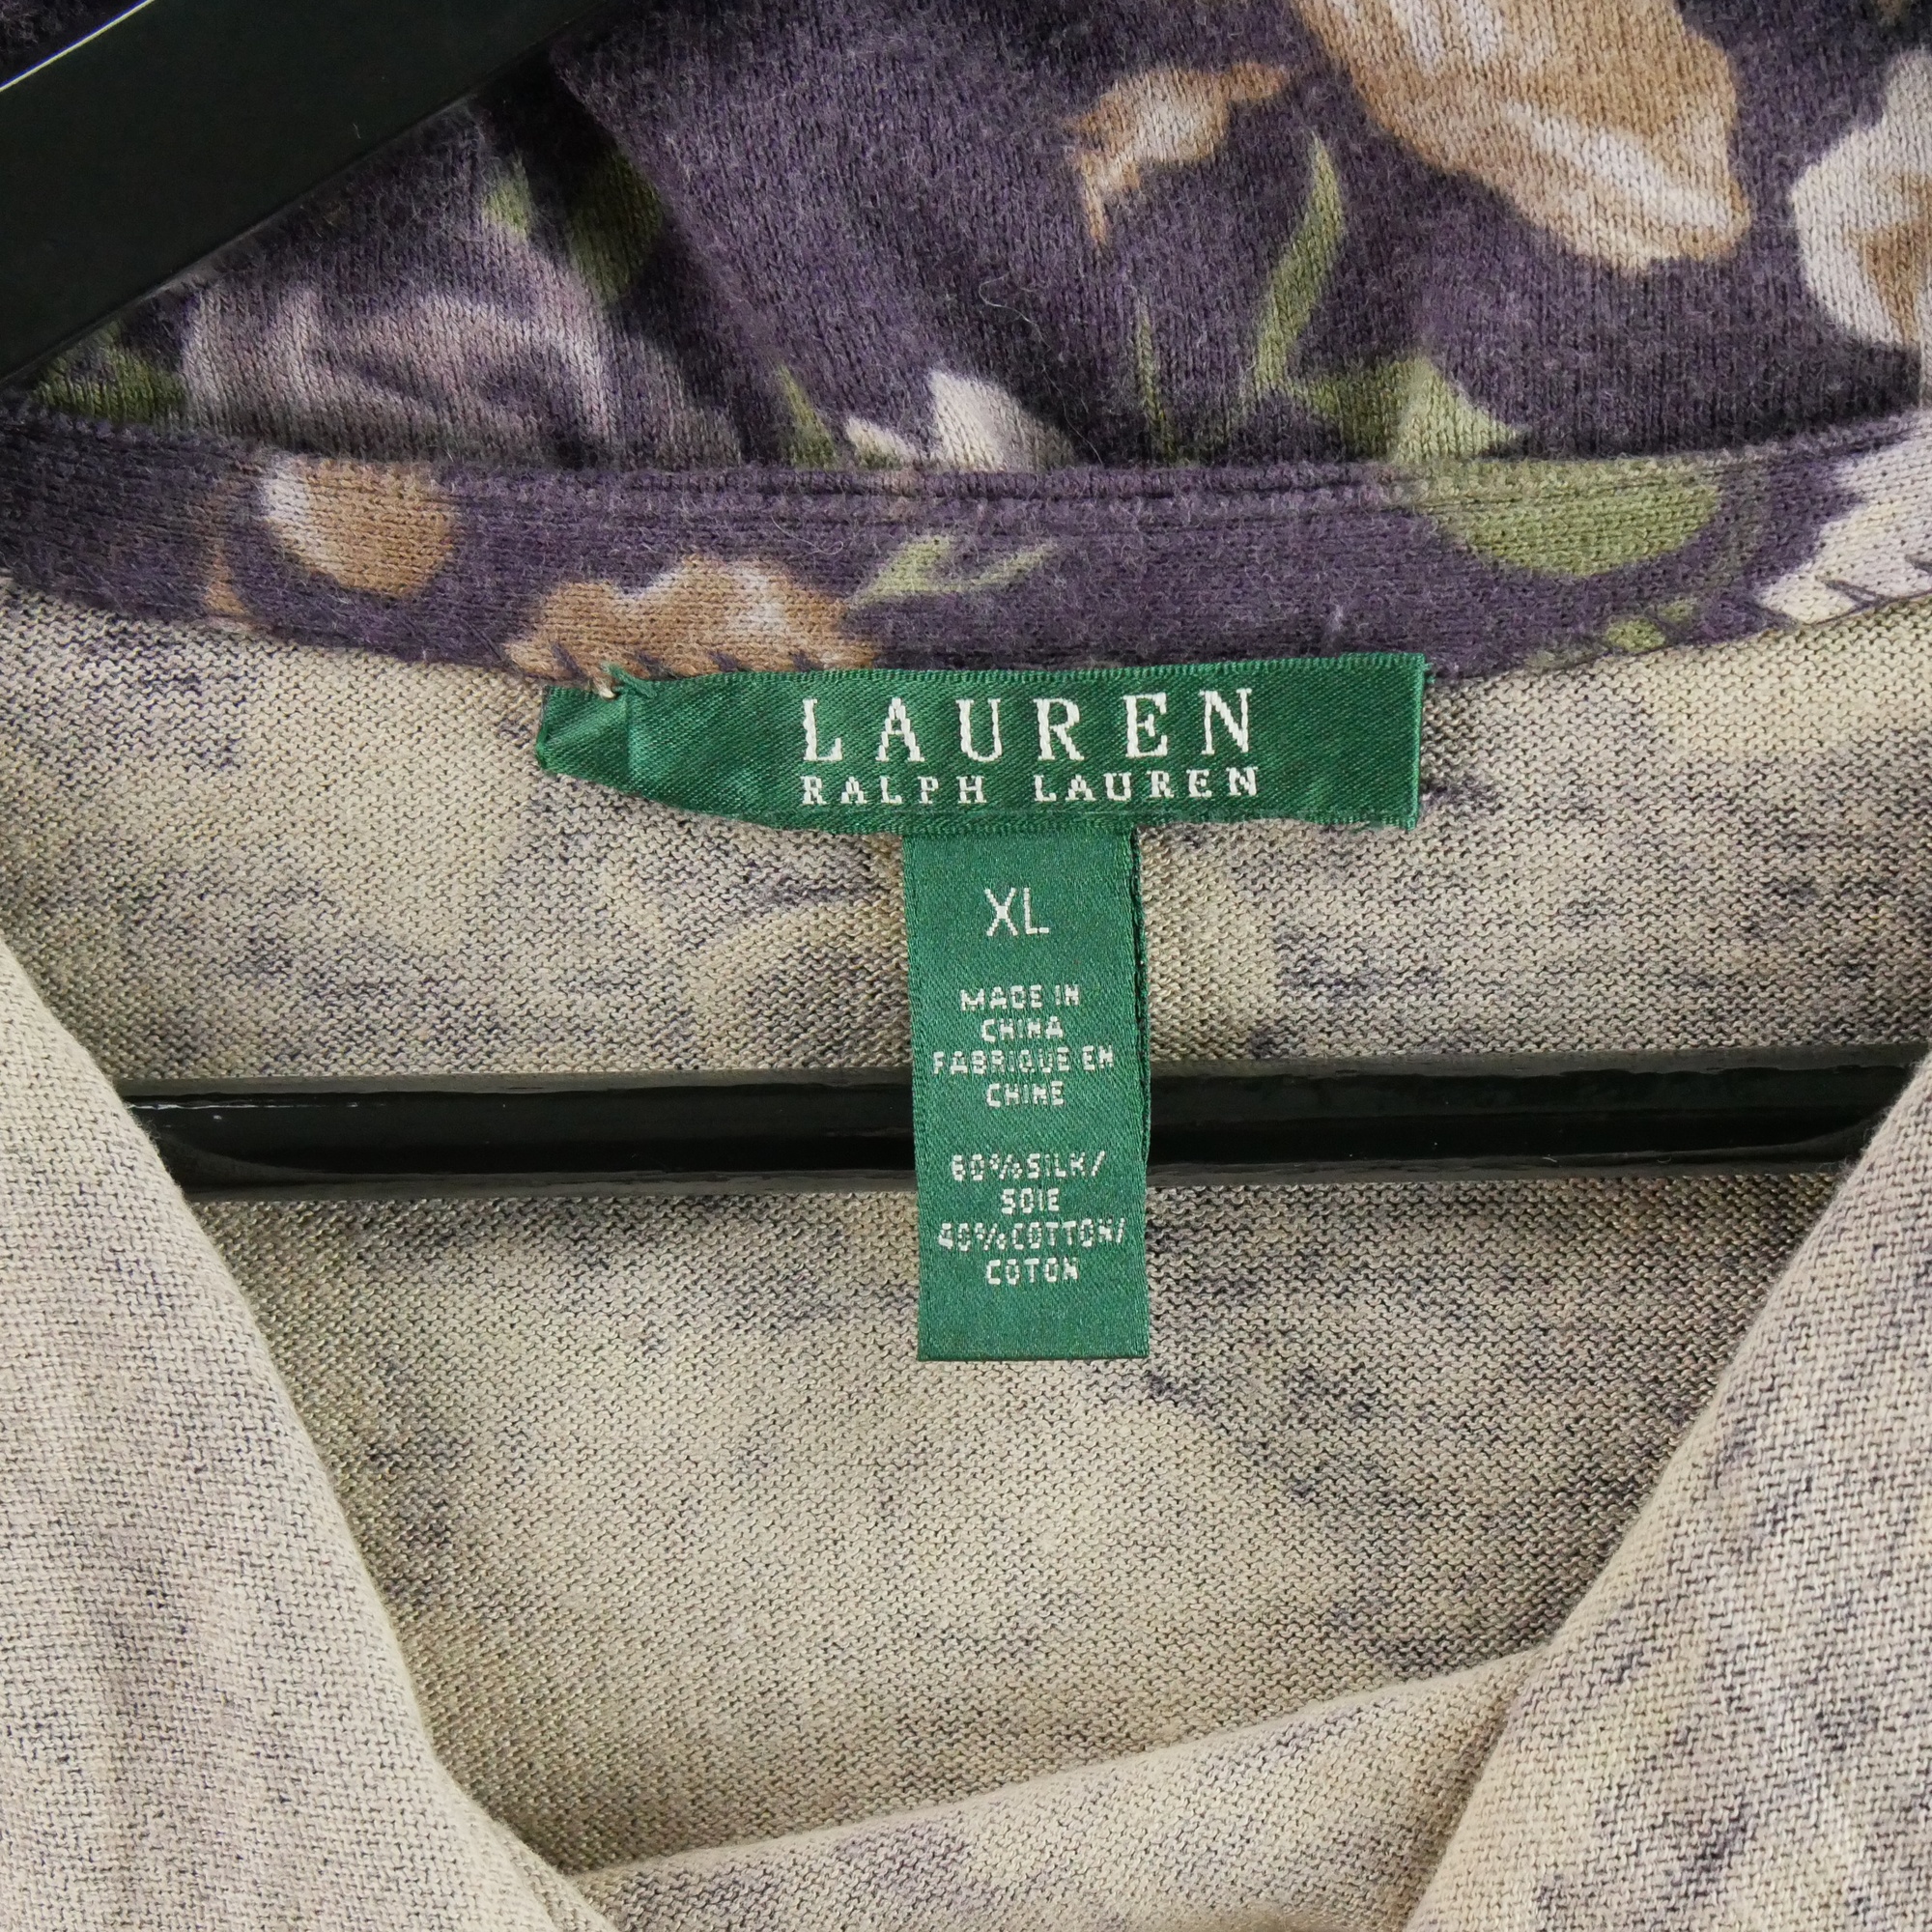 LAUREN
RALPH LAUREN
XL
MADE IN
CHINA
FABRIQUE EN
CHINE
60%SILK/
SOIE
40%COTTON/
COTON